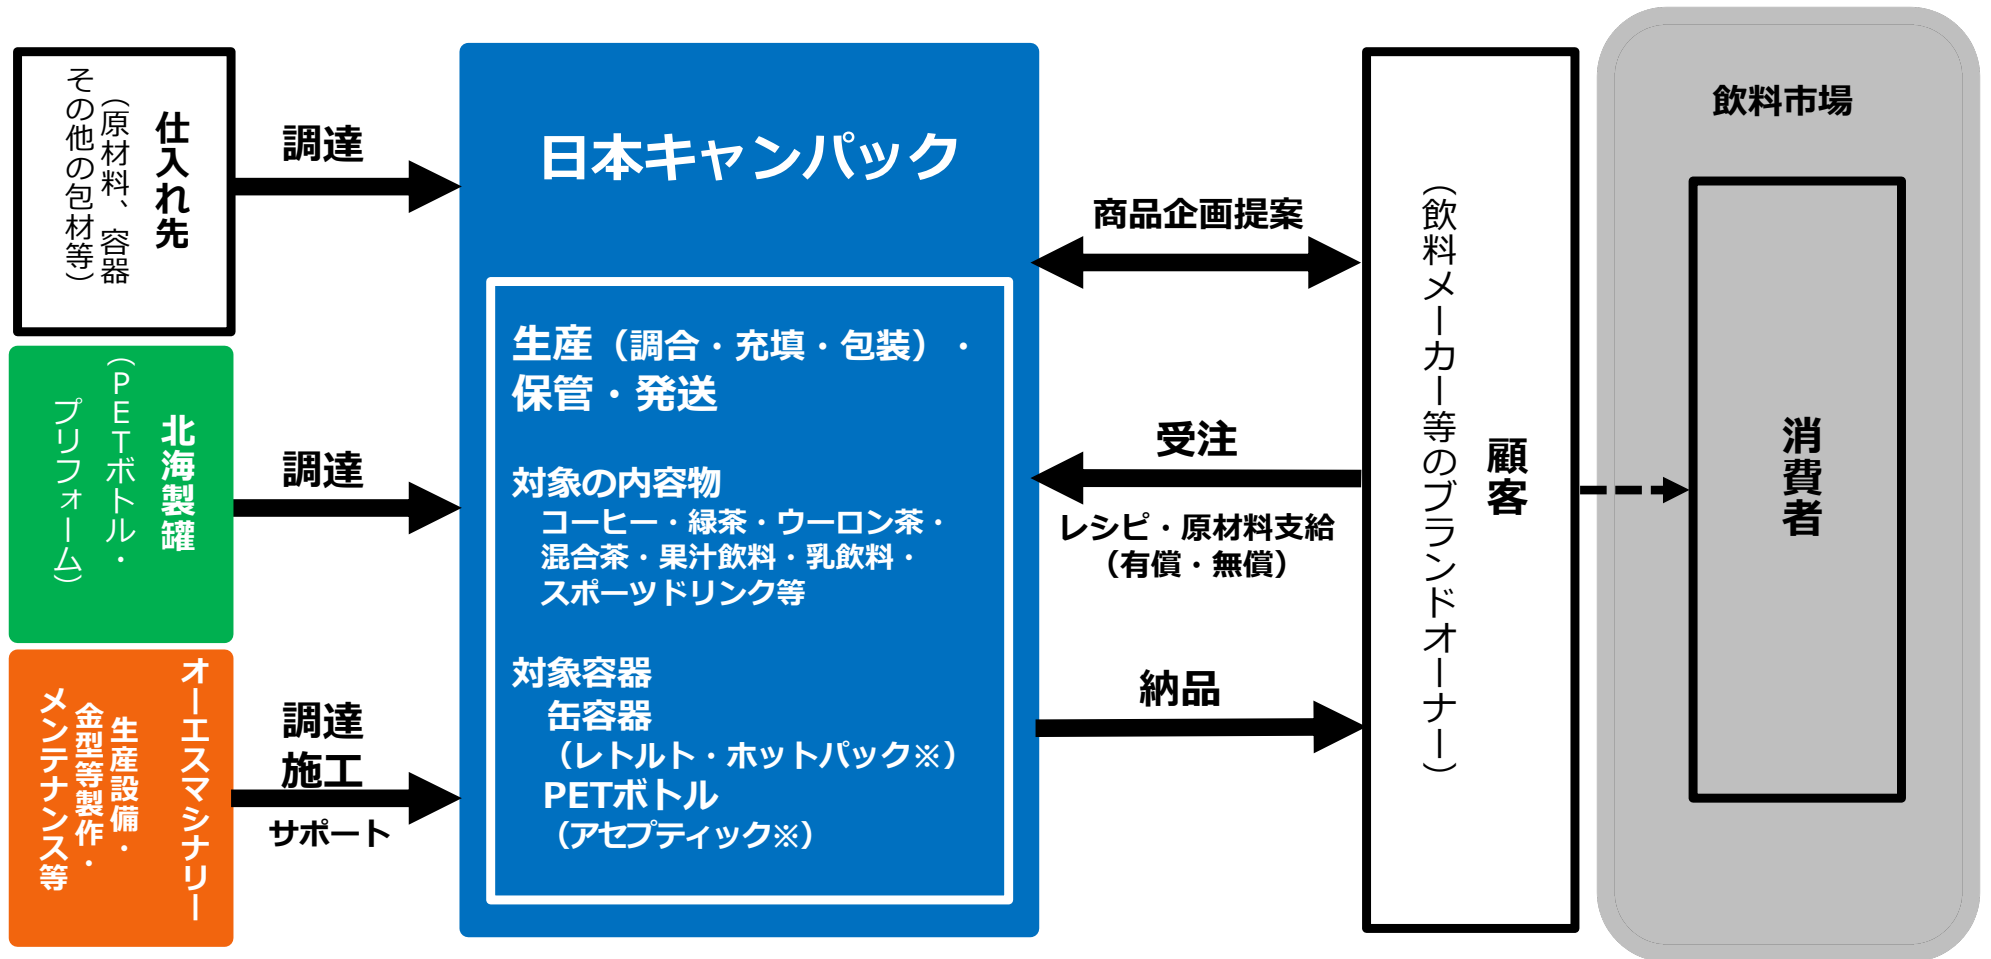 仕入れ先
（原材料、容器
その他の包材等）
北海製罐
（PETボトル・
プリフォーム）
オーエスマシナリー
生産設備・
金型等製作・
メンテナンス等
調達
調達
調達
施工
サポート
日本キャンパック
生産（調合・充填・包装）・
保管・発送
対象の内容物
コーヒー・緑茶・ウーロン茶・
混合茶・果汁飲料・乳飲料・
スポーツドリンク等
対象容器
缶容器
（レトルト・ホットパック※）
PETボトル
（アセプティック※）
商品企画提案
受注
レシピ・原材料支給
（有償・無償）
納品
顧客
（飲料メーカー等のブランドオーナー）
飲料市場
消費者